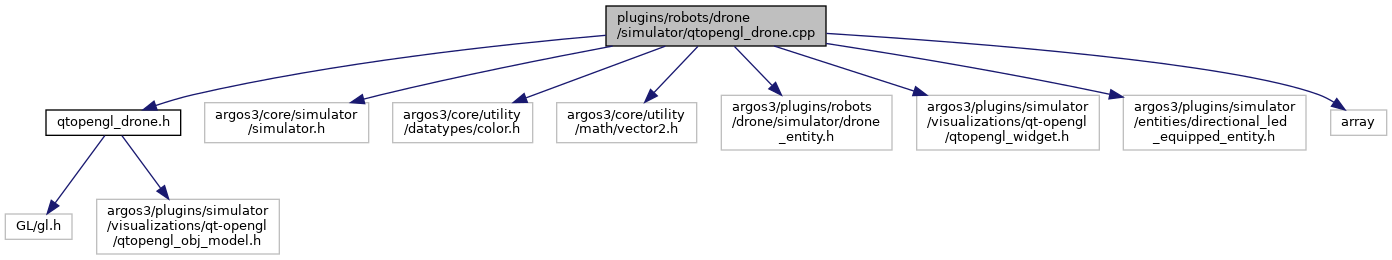 plugins/robots/drone
/simulator/qtopengl_drone.cpp
qtopengl_drone.h
argos3/core/simulator
/simulator.h
argos3/core/utility
/datatypes/color.h
argos3/core/utility
/math/vector2.h
argos3/plugins/robots
/drone/simulator/drone
_entity.h
argos3/plugins/simulator
/visualizations/qt-opengl
/qtopengl_widget.h
argos3/plugins/simulator
/entities/directional_led
_equipped_entity.h
array
GL/gl.h
argos3/plugins/simulator
/visualizations/qt-opengl
/qtopengl_obj_model.h